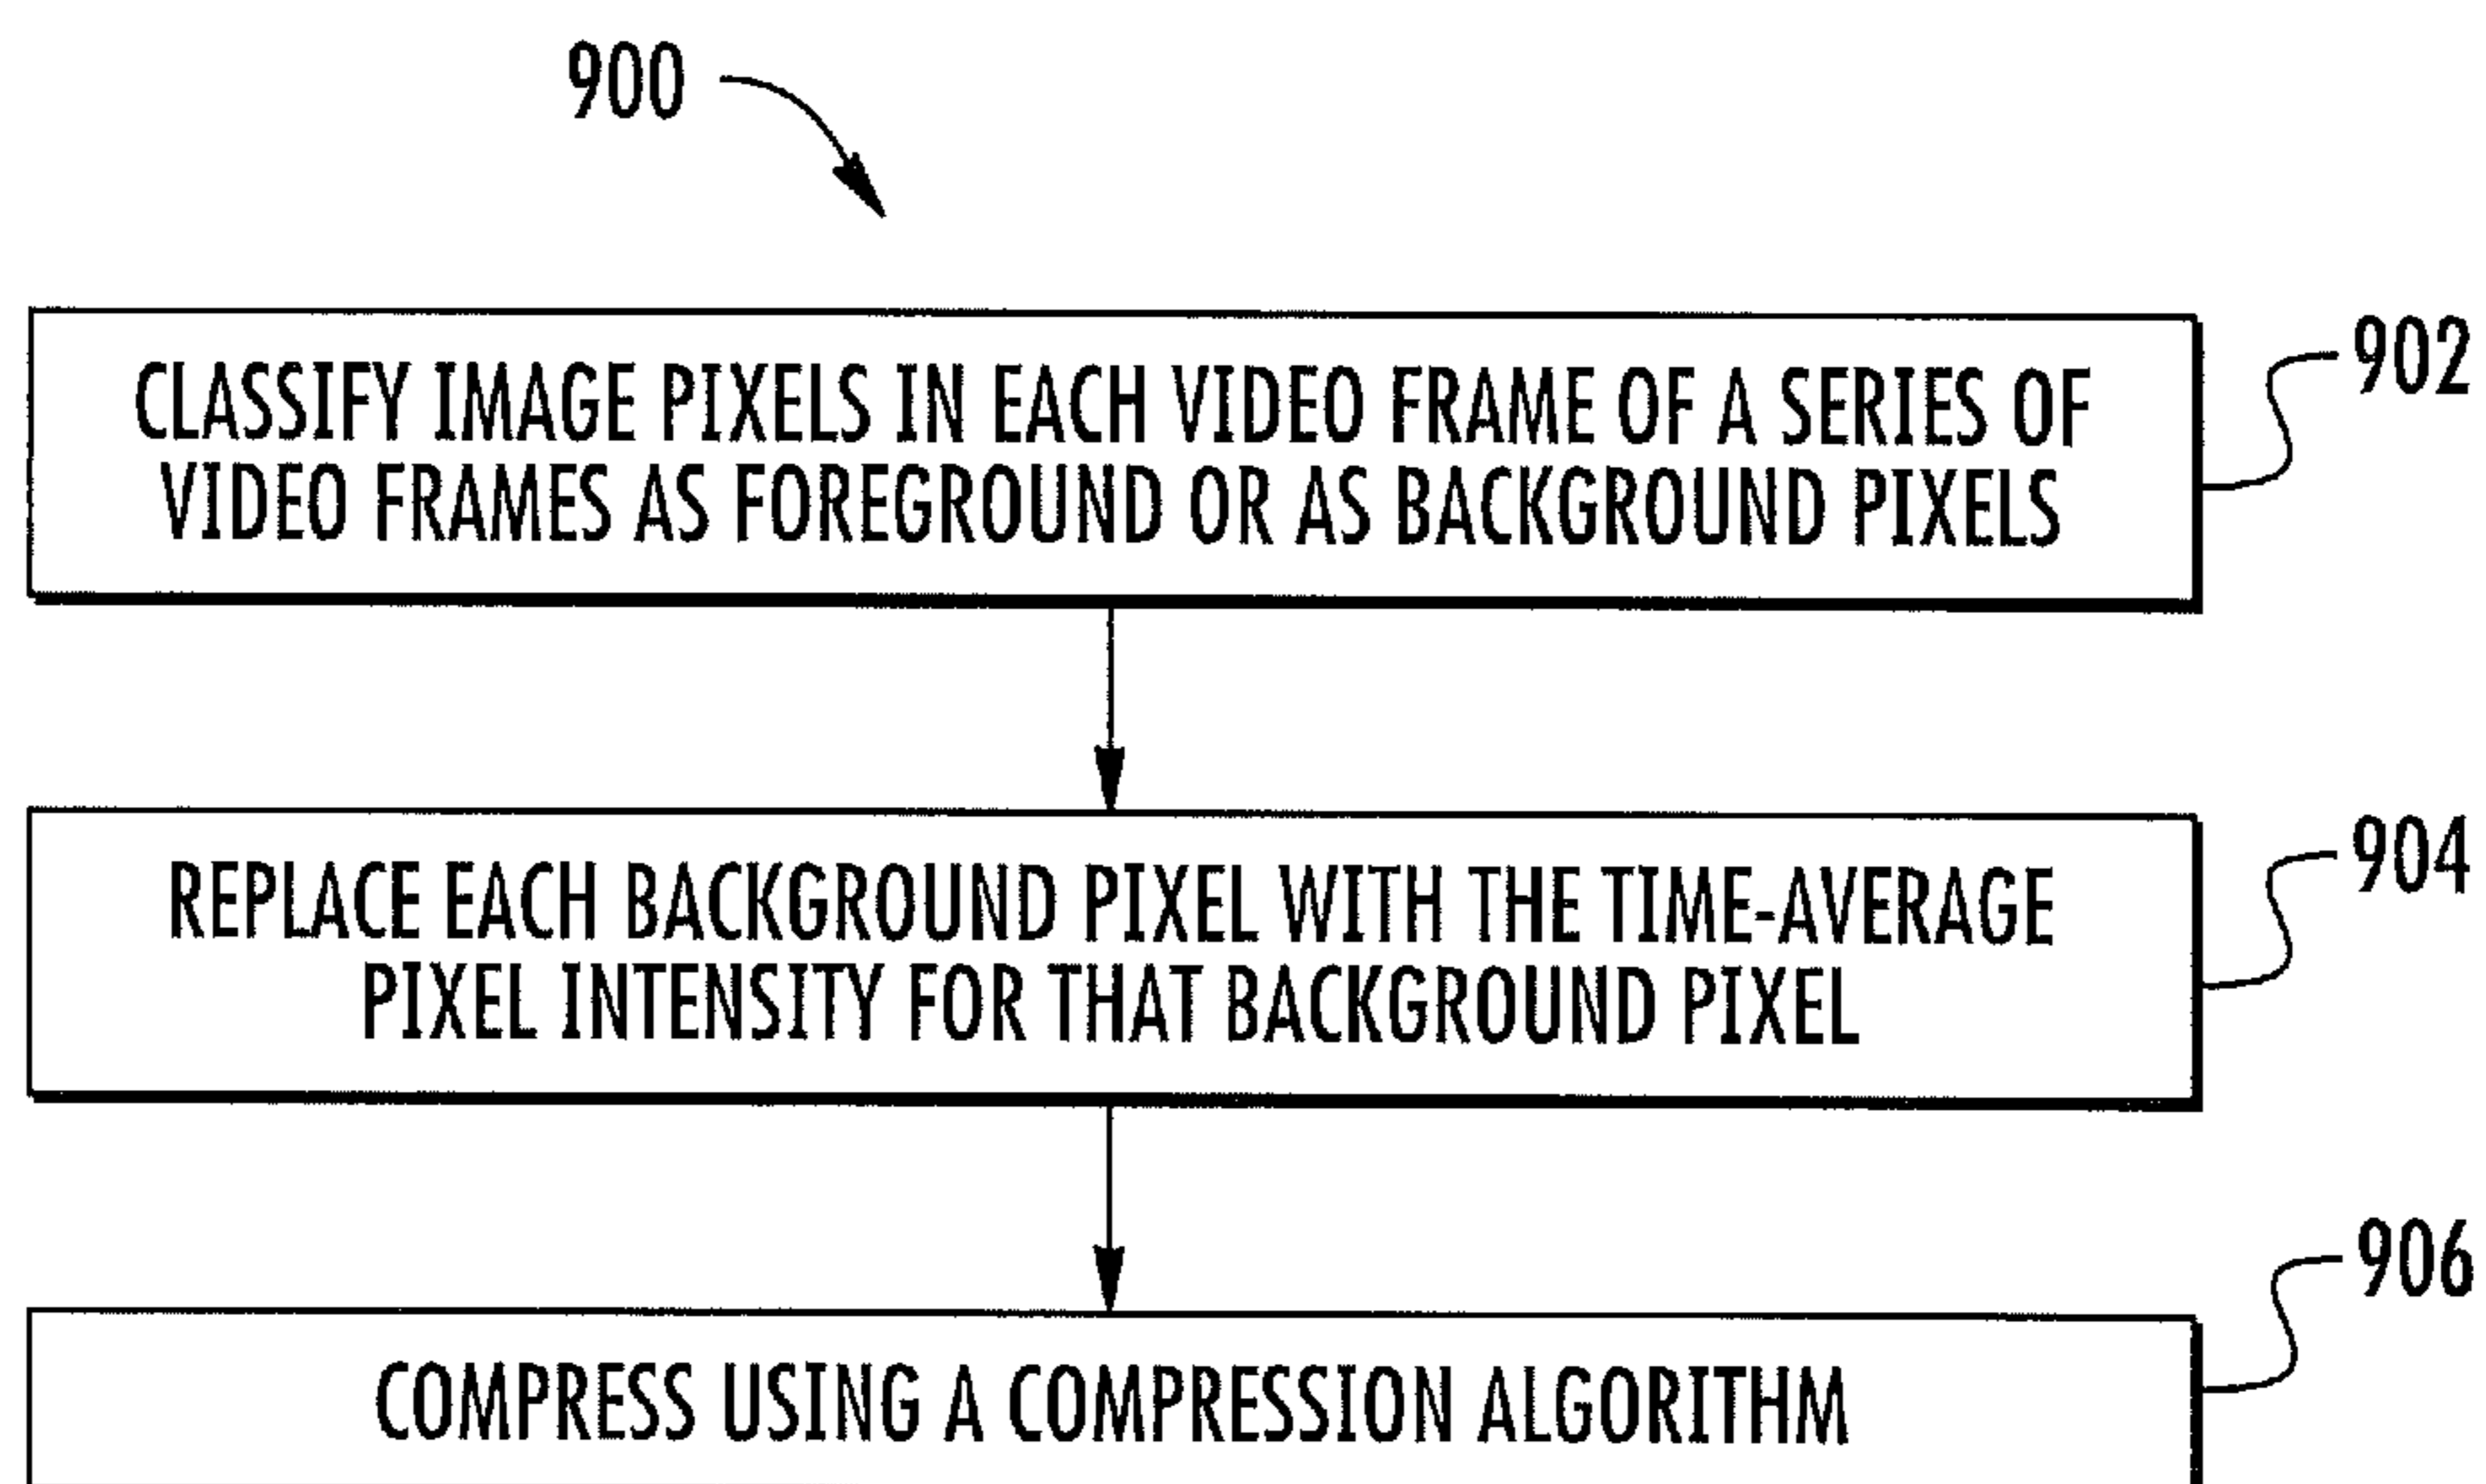 900
CLASSIFY IMAGE PIXELS IN EACH VIDEO FRAME OF A SERIES OF
VIDEO FRAMES AS FOREGROUND OR AS BACKGROUND PIXELS
902
REPLACE EACH BACKGROUND PIXEL WITH THE TIME-AVERAGE
PIXEL INTENSITY FOR THAT BACKGROUND PIXEL
904
COMPRESS USING A COMPRESSION ALGORITHM
906